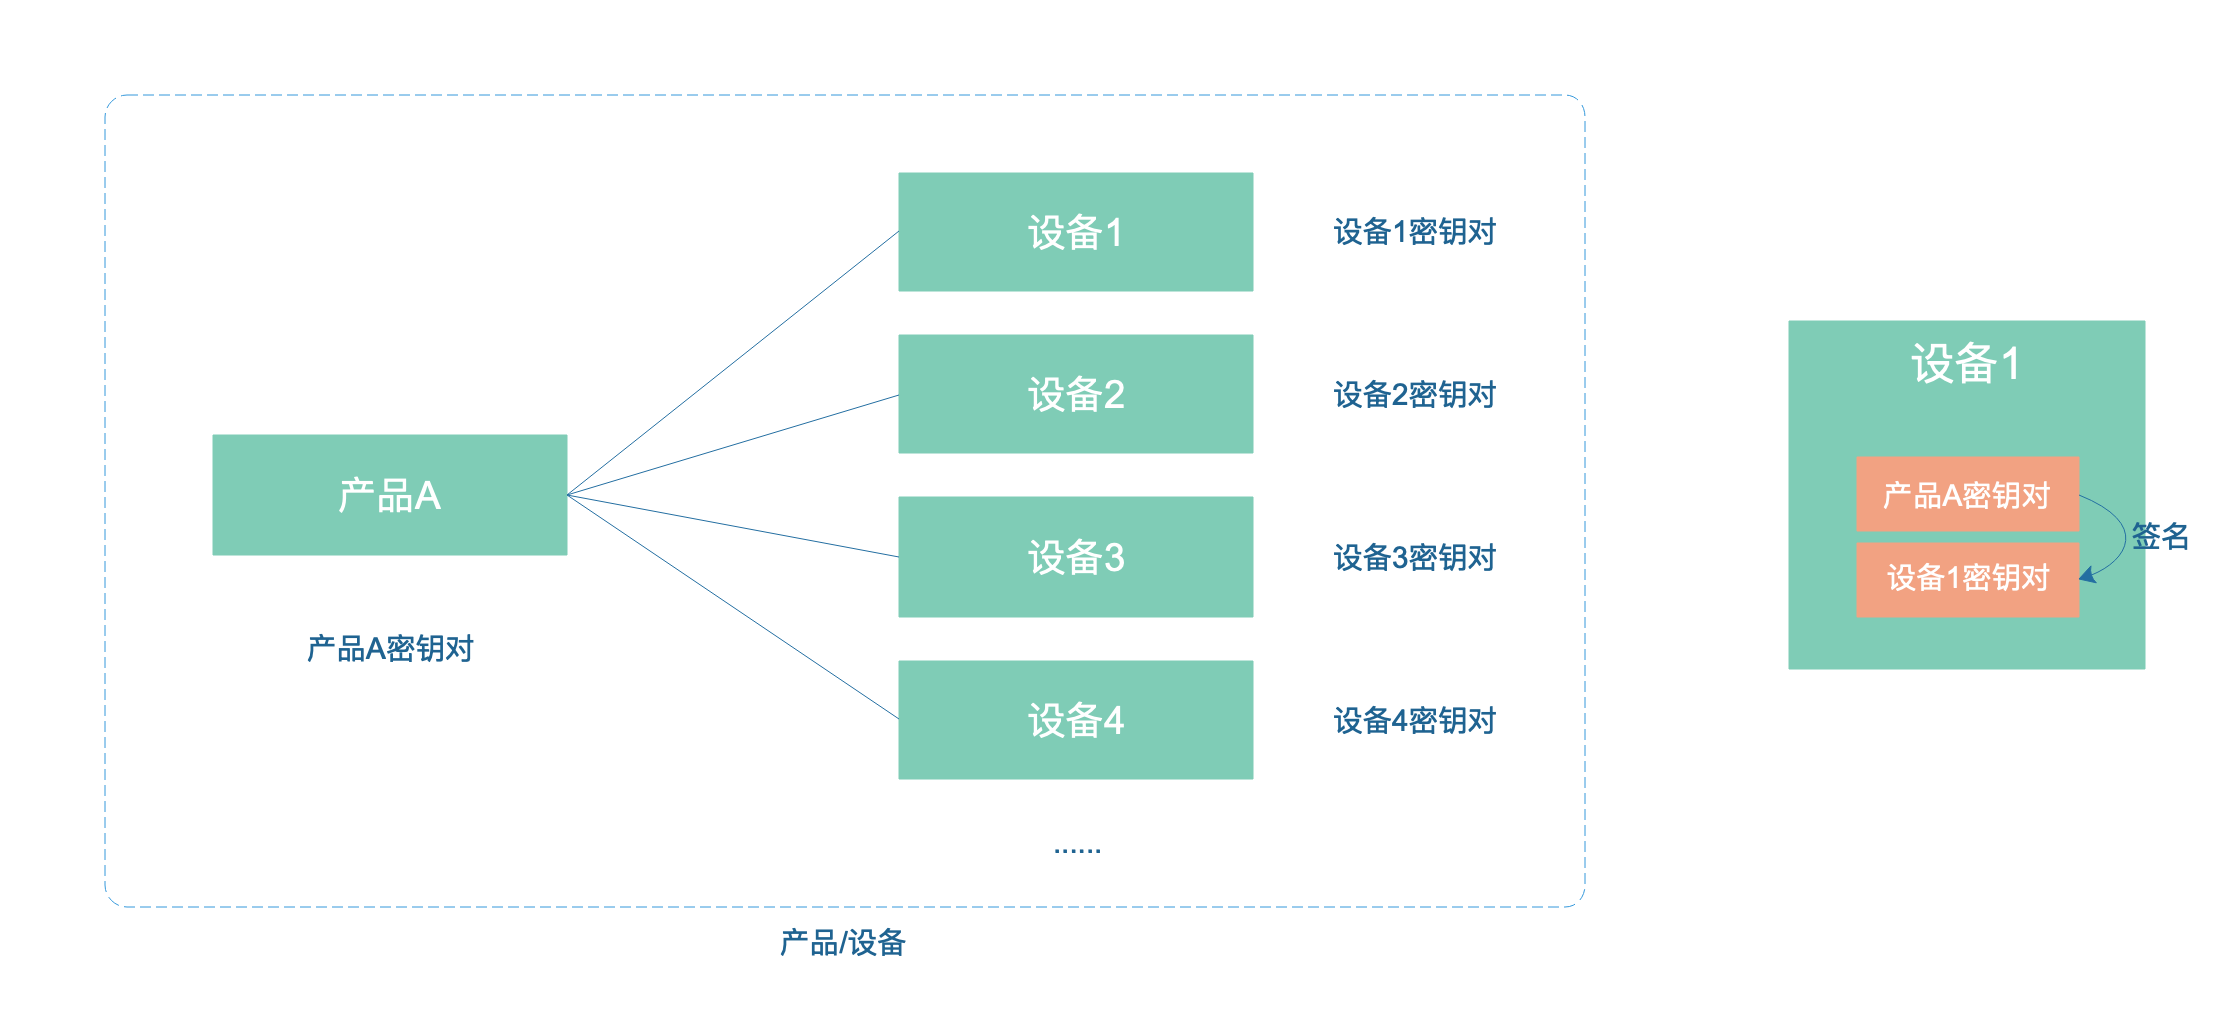 产品A
产品A密钥对
设备1
设备1密钥对
设备2
设备2密钥对
设备3
设备3密钥对
设备4
设备4密钥对
......
产品/设备
设备1
产品A密钥对
签名
设备1密钥对